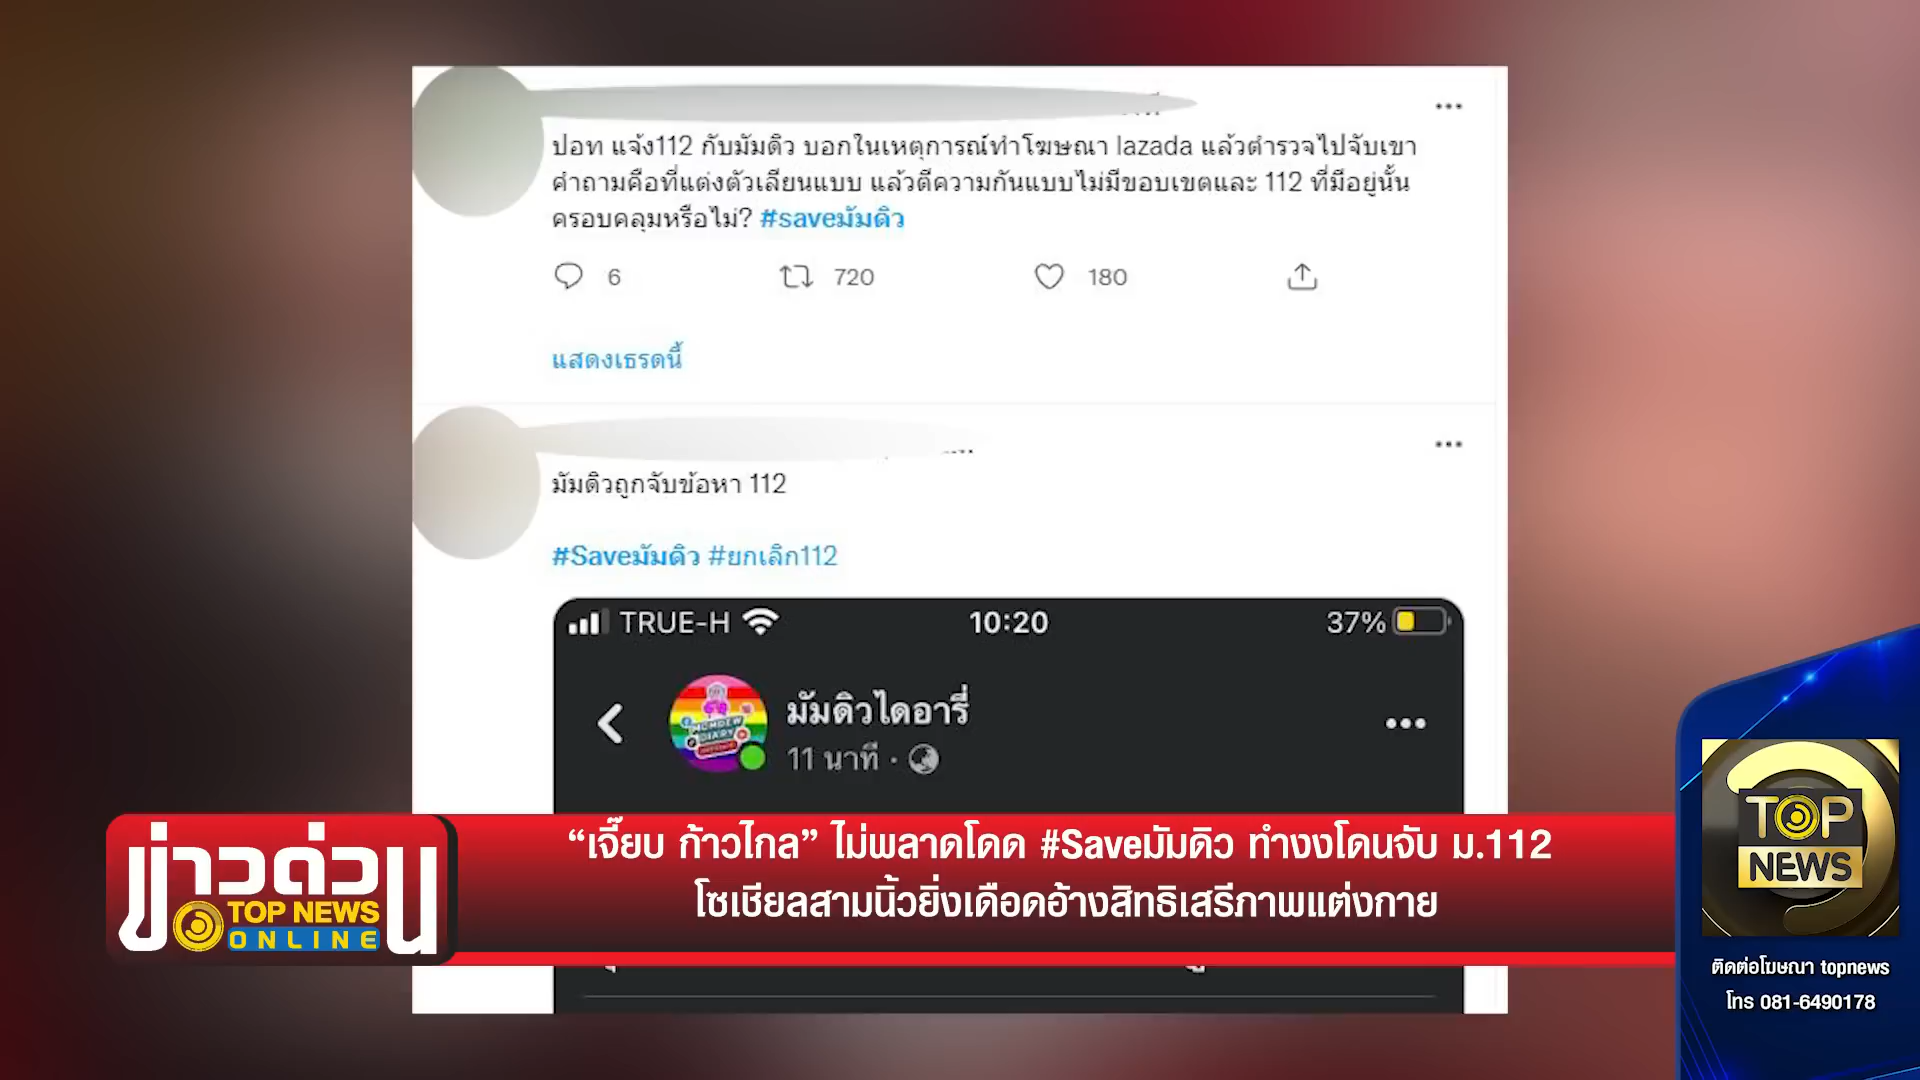 ปอท แจ้ง112 กับมัมดิว บอกในเหตุการณ์ทำโฆษณา lazada แล้วตำรวจไปจับเขา
คำถามคือที่แต่งตัวเลียนแบบ แล้วตีความกันแบบไม่มีขอบเขตและ 112 ที่มีอยู่นั้น
ครอบคลุมหรือไม่? #saveมัมดิว
6 720 180
แสดงเธรดนี้
มัมดิวถูกจับข้อหา 112
#Saveมัมดิว #ยกเลิก112
TRUE-H 10:20 37%
มัมดิวไดอารี่
MOMDEW
DIARY
11 นาที ·
ข่าวด่วน
TOP NEWS
ONLINE
“เจี๊ยบ ก้าวไกล” ไม่พลาดโดด #Saveมัมดิว ทำงงโดนจับ ม.112
โซเชียลสามนิ้วยิ่งเดือดอ้างสิทธิเสรีภาพแต่งกาย
TOP
NEWS
ติดต่อโฆษณา topnews
โทร 081-6490178